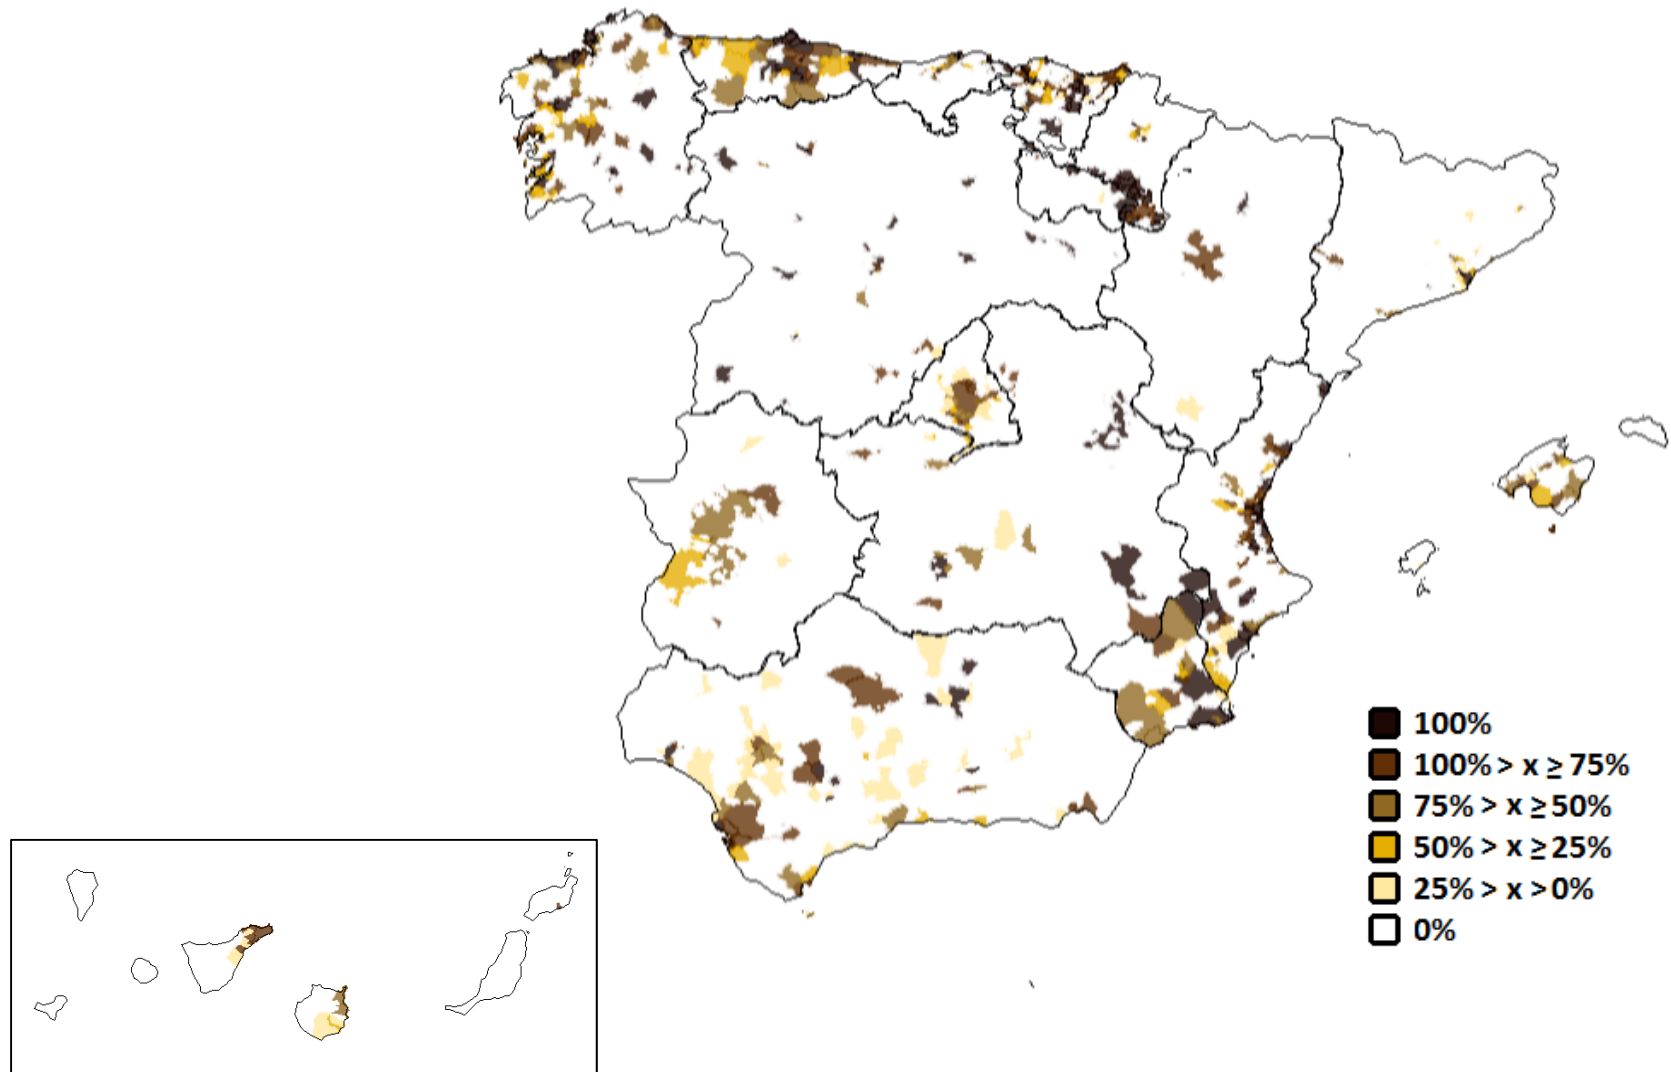 100%
100% > x ≥ 75%
75% > x ≥ 50%
50% > x ≥ 25%
25% > x > 0%
0%